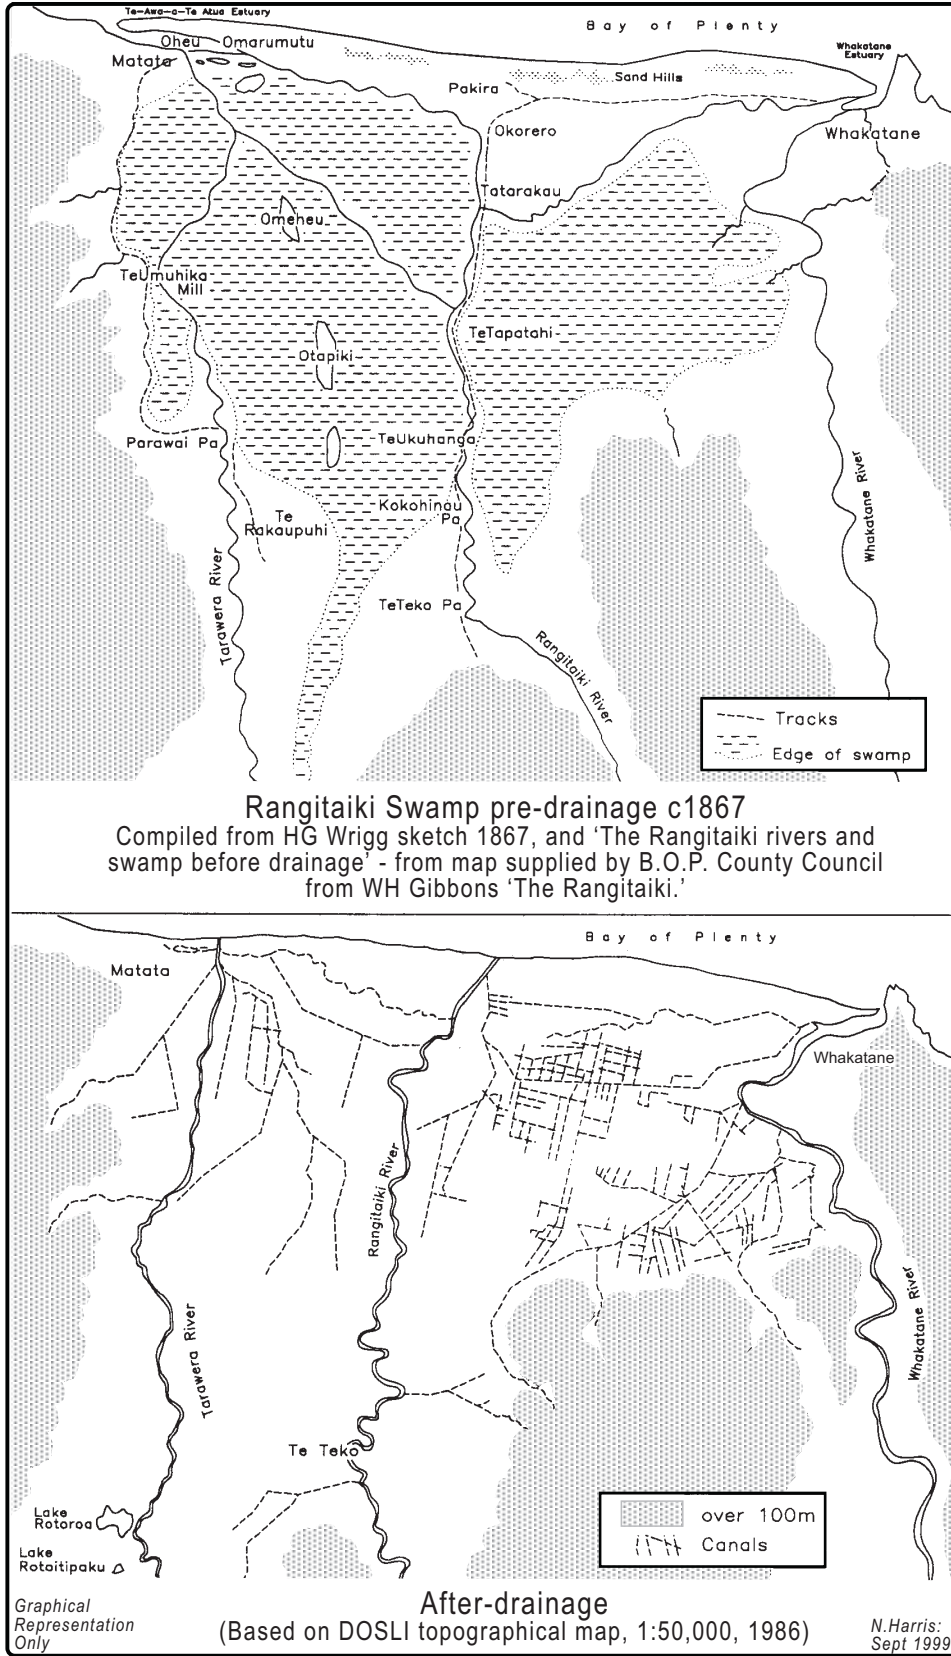 Te-Awa-o-Te Atua Estuary
Bay of Plenty
Oheu
Omarumutu
Matata
Whakatane
Estuary
Sand Hills
Pakira
Okorero
Whakatane
Tatarakau
Omeheu
TeUmuhika
Mill
TeTapatahi
Otapiki
Parawai Pa
TeUkuhanga
Kokohinau
Pa
Te
Rakaupuhi
Whakatane River
Tarawera River
TeTeko Pa
Rangitaiki River
Tracks
Edge of swamp
Rangitaiki Swamp pre-drainage c1867
Compiled from HG Wrigg sketch 1867, and ‘The Rangitaiki rivers and
swamp before drainage’ - from map supplied by B.O.P. County Council
from WH Gibbons ‘The Rangitaiki.’
Bay of Plenty
Matata
Whakatane
Rangitaiki River
Tarawera River
Whakatane River
Te Teko
Lake
Rotoroa
Lake
Rotoitipaku
over 100m
Canals
After-drainage
(Based on DOSLI topographical map, 1:50,000, 1986)
Graphical
Representation
Only
N.Harris:
Sept 1999